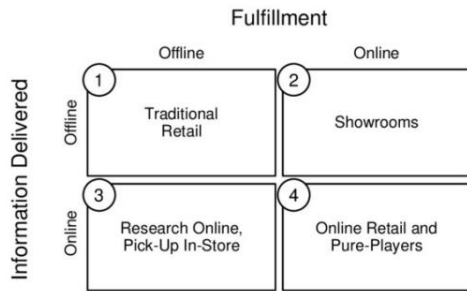 Fulfillment
Offline
Online
Information Delivered
Offline
1
Traditional
Retail
2
Showrooms
Online
3
Research Online,
Pick-Up In-Store
4
Online Retail and
Pure-Players